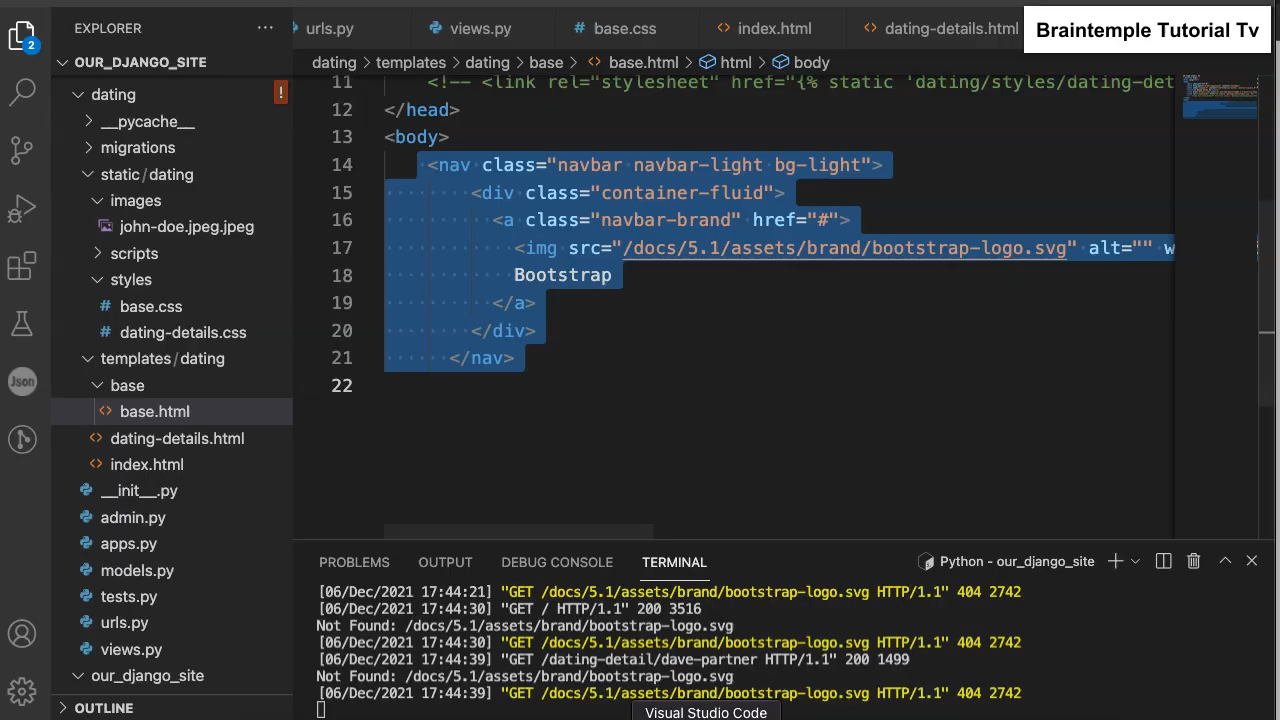 EXPLORER
urls.py
views.py
# base.css
index.html
dating-details.html
Braintemple Tutorial Tv
2
OUR_DJANGO_SITE
dating > templates > dating > base > base.html > html > body
dating
!
__pycache__
migrations
static/dating
images
john-doe.jpeg.jpeg
scripts
styles
# base.css
# dating-details.css
templates/dating
base
base.html
dating-details.html
index.html
__init__.py
admin.py
apps.py
models.py
tests.py
urls.py
views.py
our_django_site
OUTLINE
Json
11 <!-- <link rel="stylesheet" href="{% static 'dating/styles/dating-det
12 </head>
13 <body>
14 <nav class="navbar navbar-light bg-light">
15 <div class="container-fluid">
16 <a class="navbar-brand" href="#">
17 <img src="/docs/5.1/assets/brand/bootstrap-logo.svg" alt="" w
18 Bootstrap
19 </a>
20 </div>
21 </nav>
22
PROBLEMS OUTPUT DEBUG CONSOLE TERMINAL
Python - our_django_site
[06/Dec/2021 17:44:21] "GET /docs/5.1/assets/brand/bootstrap-logo.svg HTTP/1.1" 404 2742
[06/Dec/2021 17:44:30] "GET / HTTP/1.1" 200 3516
Not Found: /docs/5.1/assets/brand/bootstrap-logo.svg
[06/Dec/2021 17:44:30] "GET /docs/5.1/assets/brand/bootstrap-logo.svg HTTP/1.1" 404 2742
[06/Dec/2021 17:44:39] "GET /dating-detail/dave-partner HTTP/1.1" 200 1499
Not Found: /docs/5.1/assets/brand/bootstrap-logo.svg
[06/Dec/2021 17:44:39] "GET /docs/5.1/assets/brand/bootstrap-logo.svg HTTP/1.1" 404 2742
Visual Studio Code